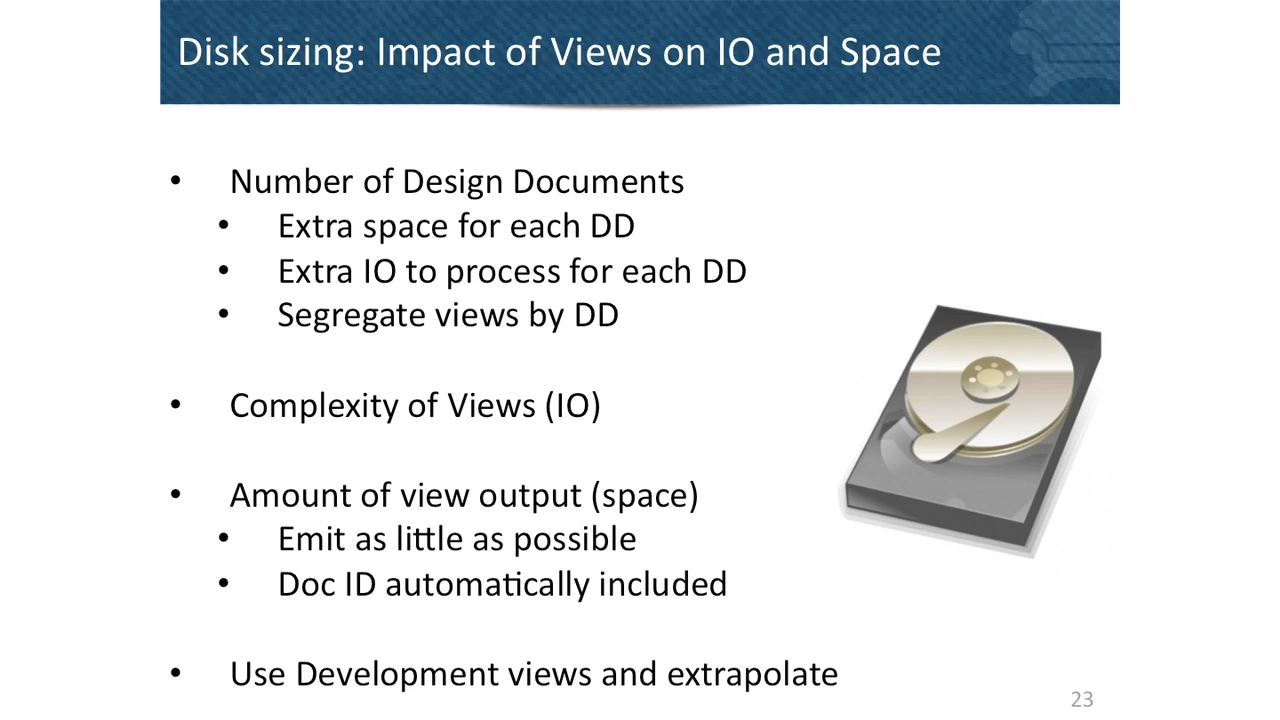 Disk sizing: Impact of Views on IO and Space
• Number of Design Documents
• Extra space for each DD
• Extra IO to process for each DD
• Segregate views by DD
• Complexity of Views (IO)
• Amount of view output (space)
• Emit as little as possible
• Doc ID automatically included
• Use Development views and extrapolate
23